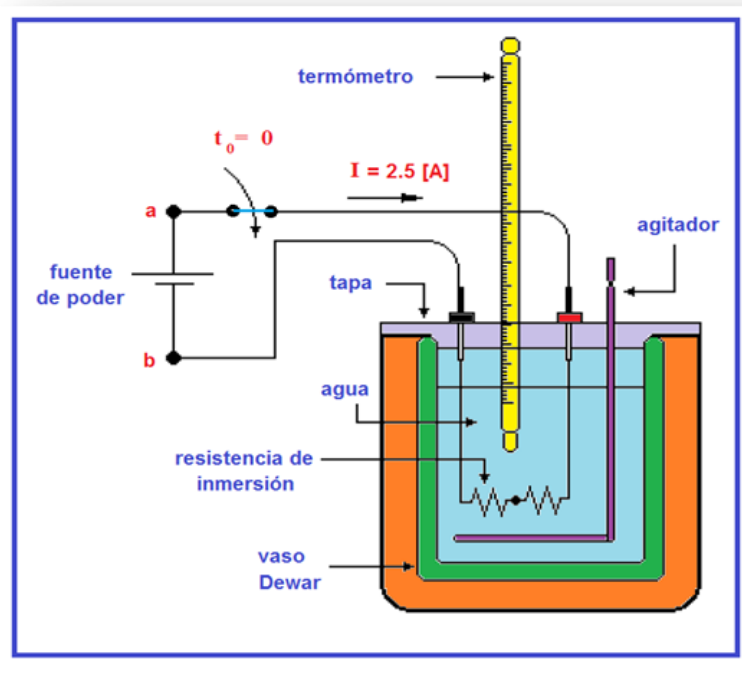 termómetro
t₀= 0
I = 2.5 [A]
a
agitador
fuente
de poder
tapa
b
agua
resistencia de
inmersión
vaso
Dewar